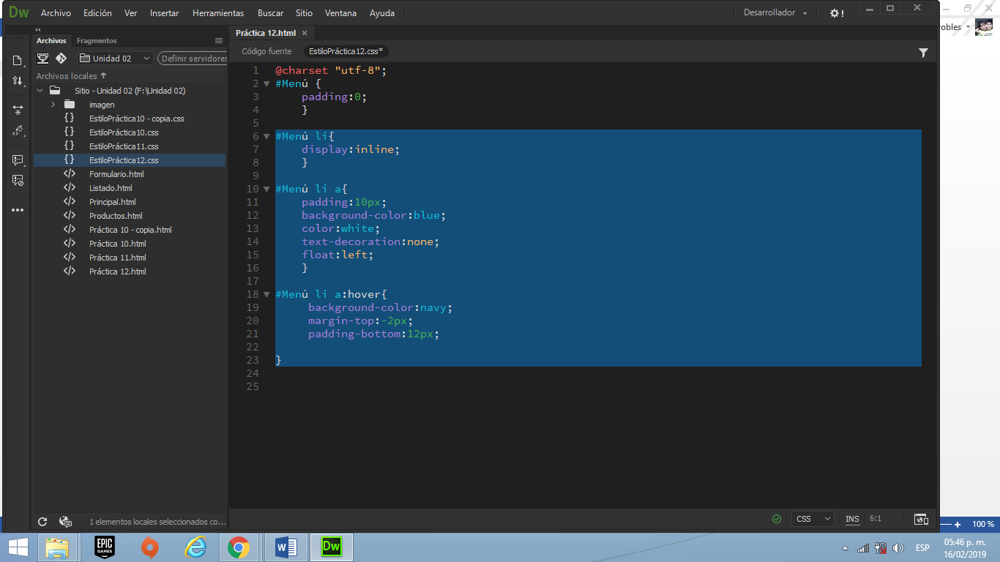 Dw Archivo Edición Ver Insertar Herramientas Buscar Sitio Ventana Ayuda Desarrollador !
robles
Archivos Fragmentos
Práctica 12.html
Código fuente EstiloPráctica12.css*
Unidad 02 Definir servidores
Archivos locales
Sitio - Unidad 02 (F:\Unidad 02)
imagen
EstiloPráctica10 - copia.css
EstiloPráctica10.css
EstiloPráctica11.css
EstiloPráctica12.css
Formulario.html
Listado.html
Principal.html
Productos.html
Práctica 10 - copia.html
Práctica 10.html
Práctica 11.html
Práctica 12.html
1 @charset "utf-8";
2 #Menú {
3 padding:0;
4 }
5
6 #Menú li{
7 display:inline;
8 }
9
10 #Menú li a{
11 padding:10px;
12 background-color:blue;
13 color:white;
14 text-decoration:none;
15 float:left;
16 }
17
18 #Menú li a:hover{
19 background-color:navy;
20 margin-top:-2px;
21 padding-bottom:12px;
22
23 }
24
25
1 elementos locales seleccionados co...
CSS INS 6:1
100 %
EPIC GAMES
W
Dw
ESP
05:46 p. m.
16/02/2019